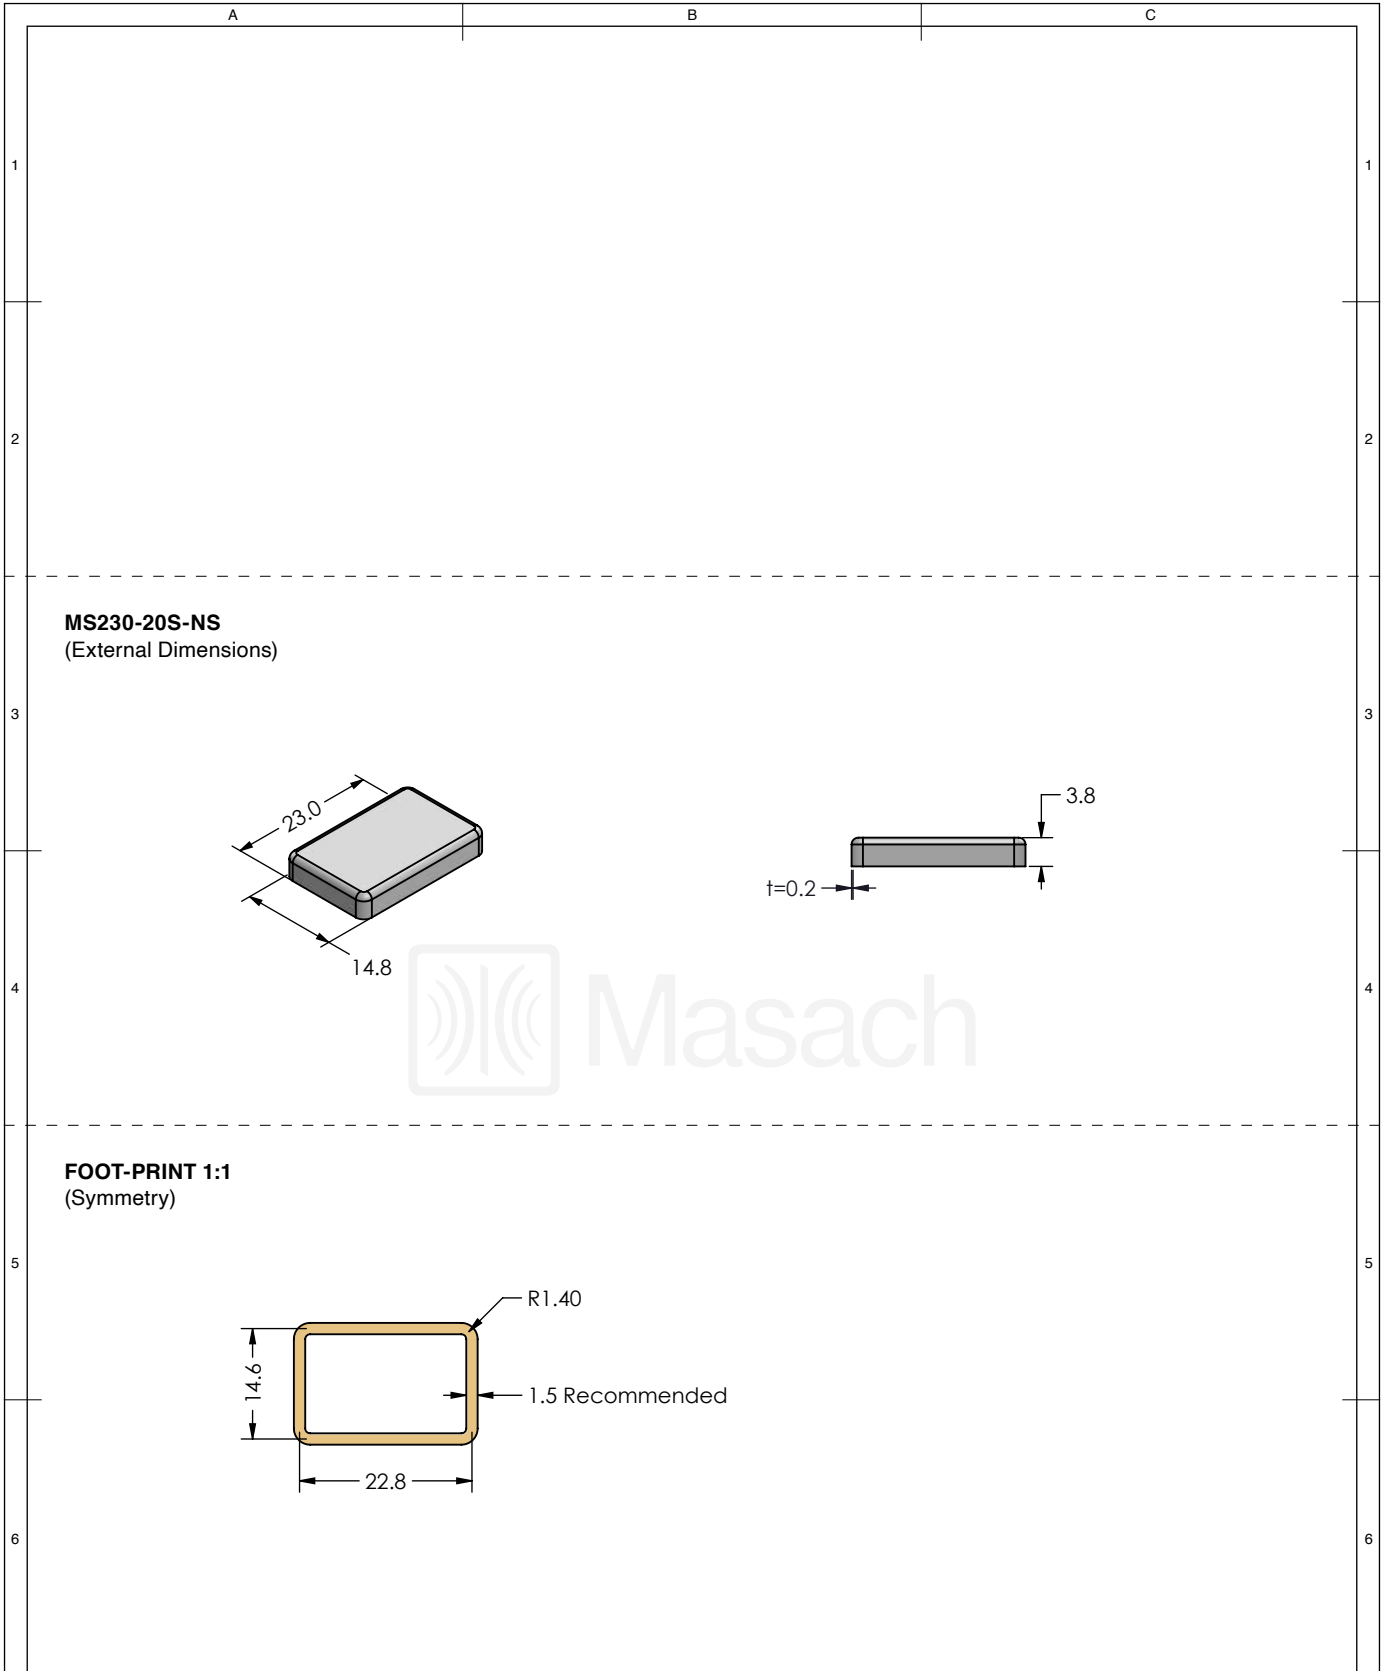 A B C
1 1
2 2
MS230-20S-NS
(External Dimensions)
3 3
23.0
3.8
t=0.2
14.8
Masach
4 4
FOOT-PRINT 1:1
(Symmetry)
5 5
R1.40
14.6
1.5 Recommended
22.8
6 6